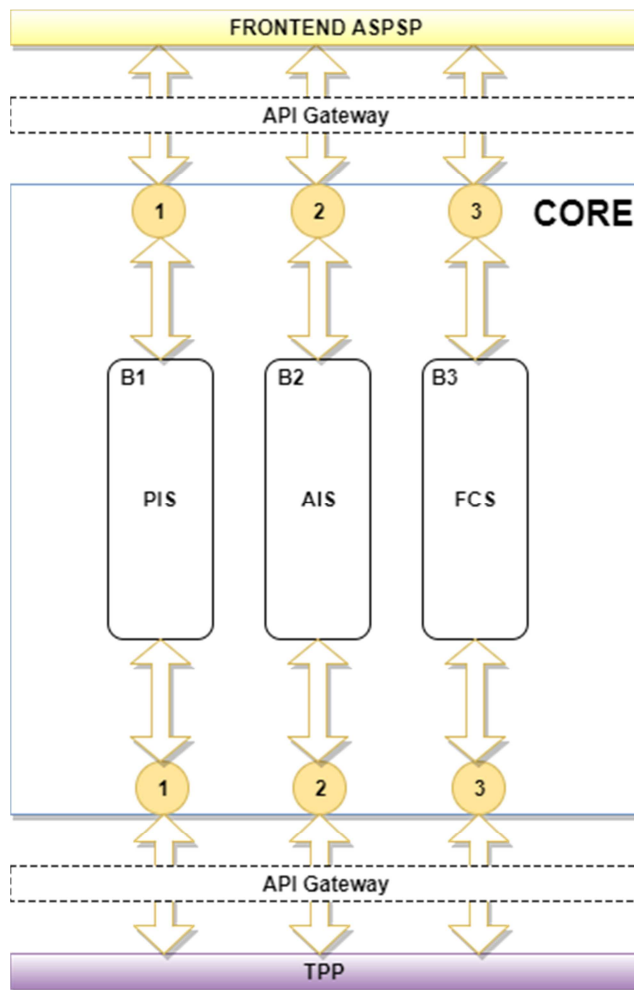 FRONTEND ASPSP
API Gateway
1
2
3
CORE
B1
B2
B3
PIS
AIS
FCS
1
2
3
API Gateway
TPP